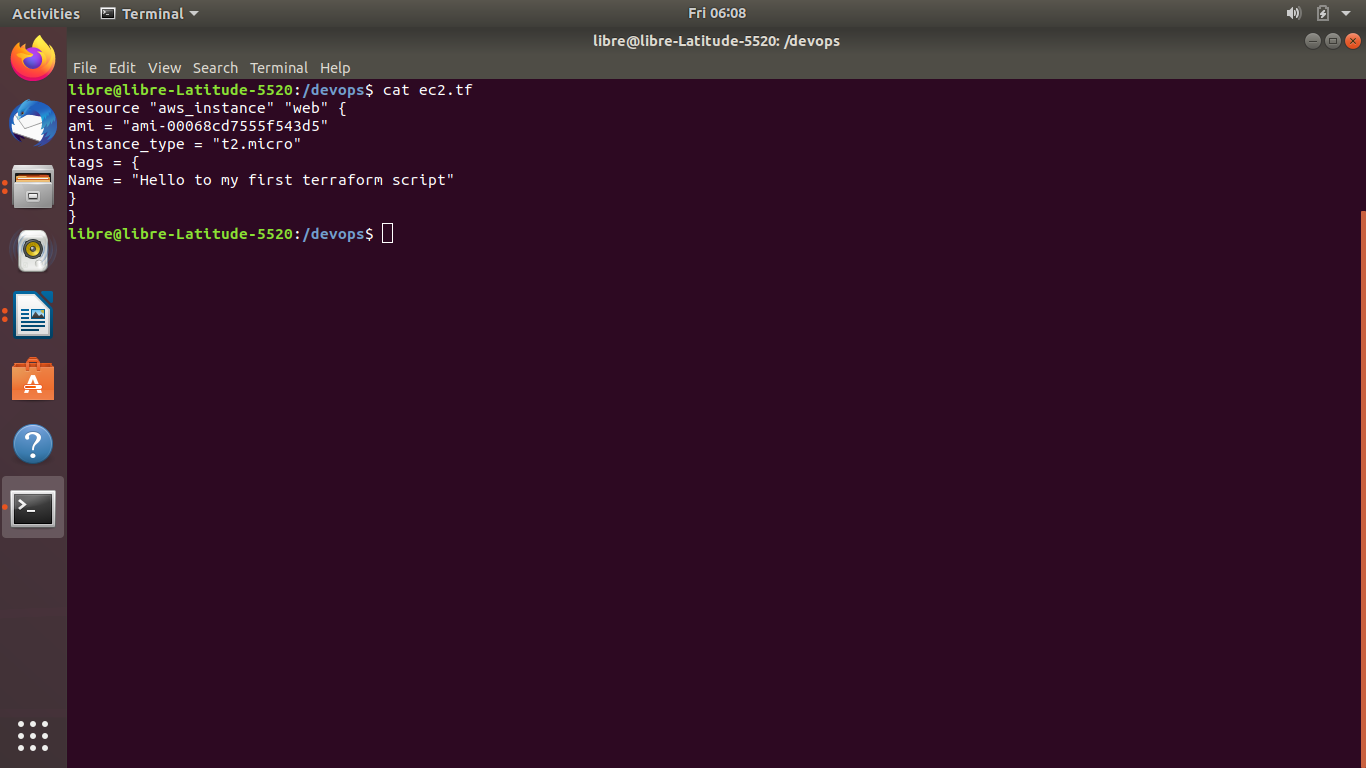 Activities Terminal Fri 06:08
libre@libre-Latitude-5520: /devops
File Edit View Search Terminal Help
libre@libre-Latitude-5520:/devops$ cat ec2.tf
resource "aws_instance" "web" {
ami = "ami-00068cd7555f543d5"
instance_type = "t2.micro"
tags = {
Name = "Hello to my first terraform script"
}
}
libre@libre-Latitude-5520:/devops$